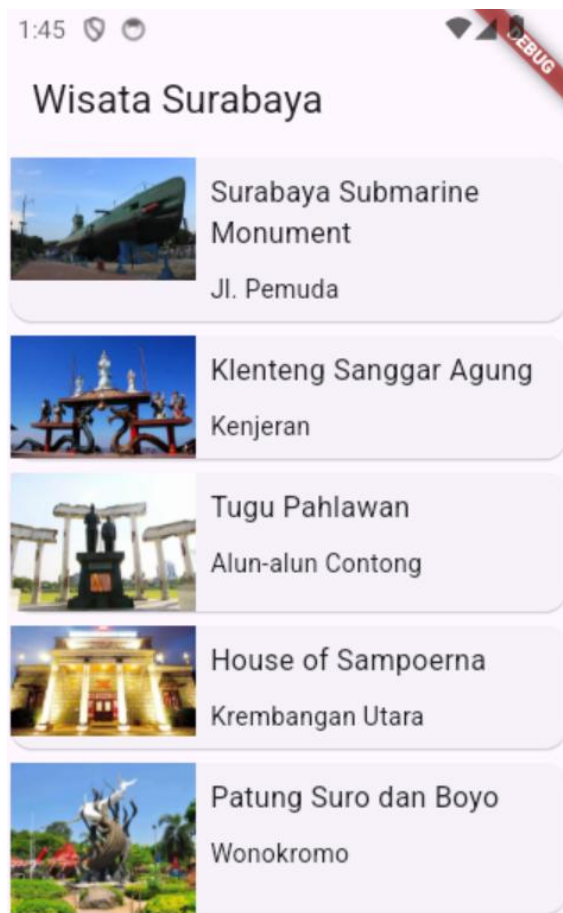 1:45
DEBUG
Wisata Surabaya
Surabaya Submarine
Monument
Jl. Pemuda
Klenteng Sanggar Agung
Kenjeran
Tugu Pahlawan
Alun-alun Contong
House of Sampoerna
Krembangan Utara
Patung Suro dan Boyo
Wonokromo